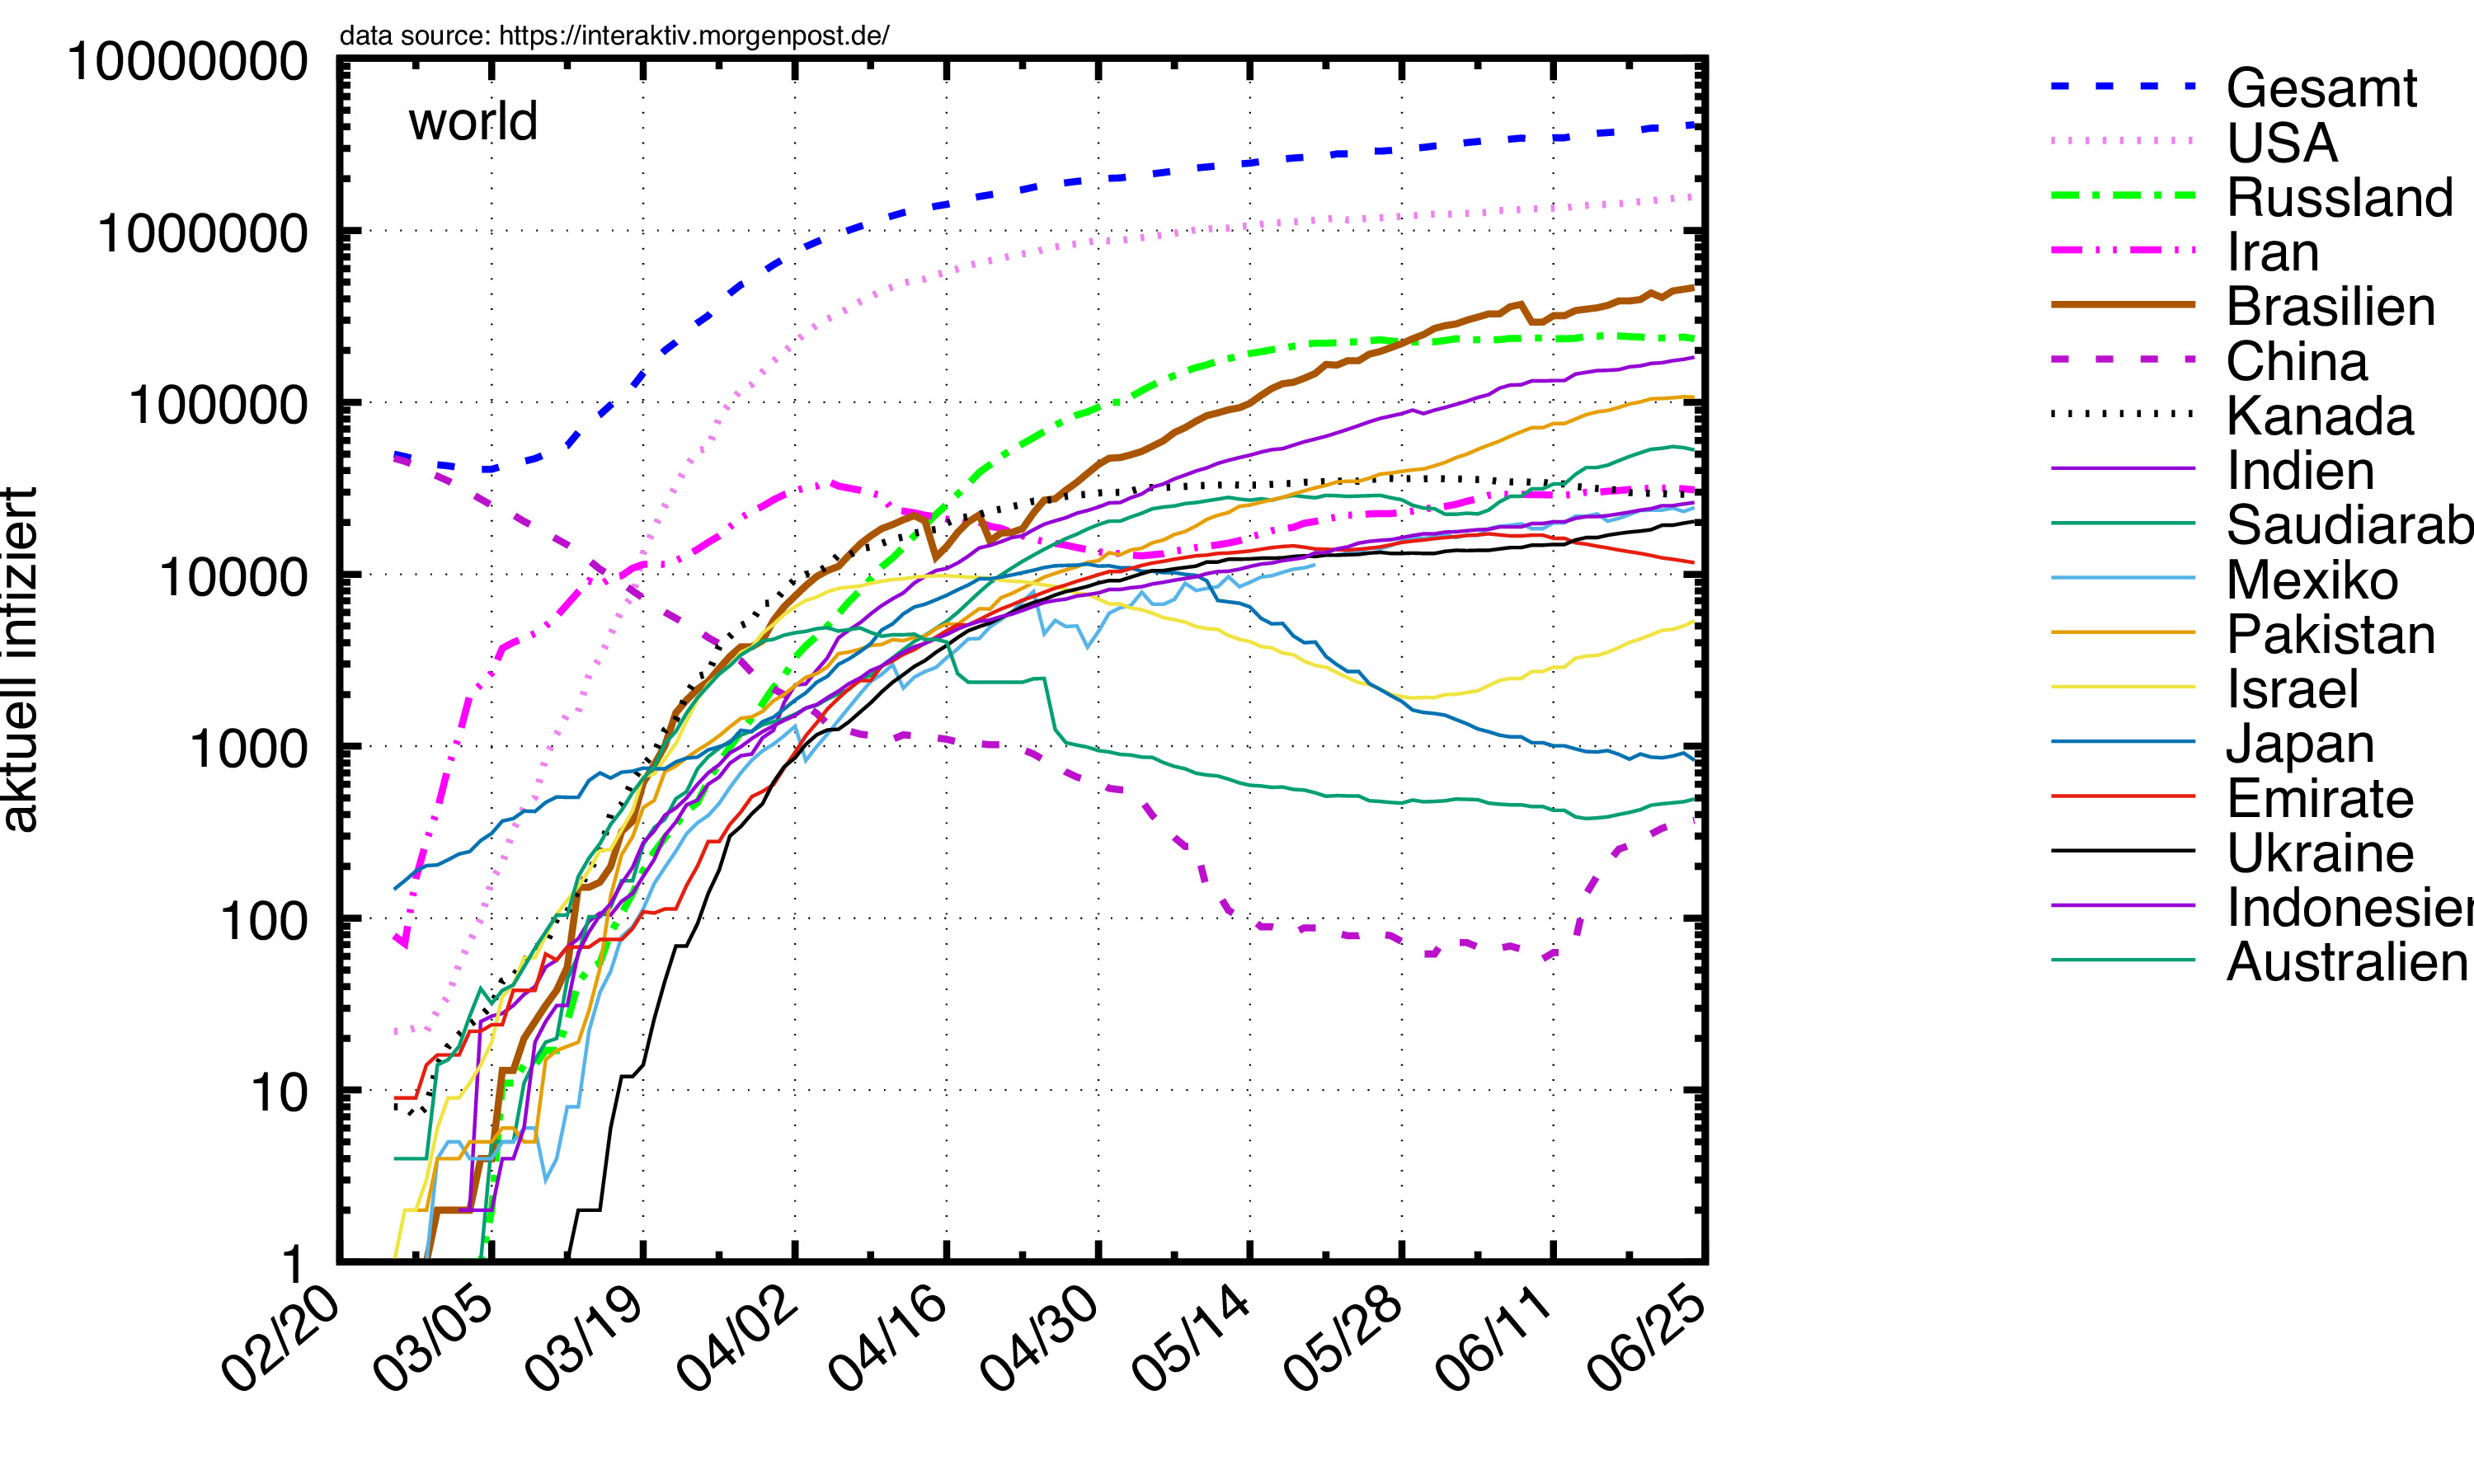 data source: https://interaktiv.morgenpost.de/
world
10000000
1000000
100000
10000
1000
100
10
1
aktuell infiziert
02/20
03/05
03/19
04/02
04/16
04/30
05/14
05/28
06/11
06/25
Gesamt
USA
Russland
Iran
Brasilien
China
Kanada
Indien
Saudiarab
Mexiko
Pakistan
Israel
Japan
Emirate
Ukraine
Indonesien
Australien